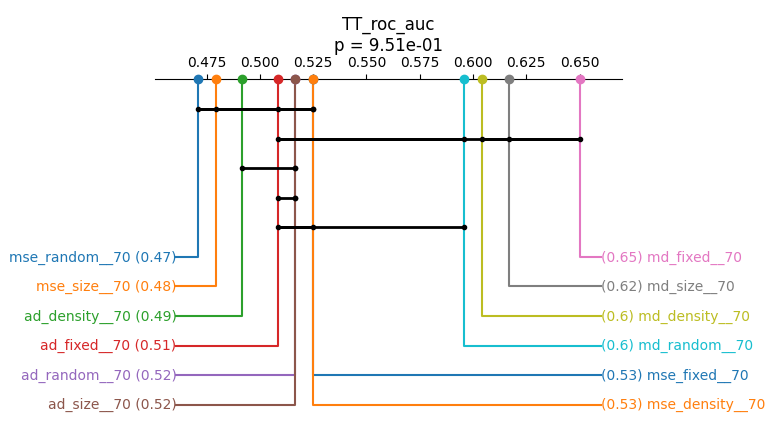 TT_roc_auc
p = 9.51e-01
0.475 0.500 0.525 0.550 0.575 0.600 0.625 0.650
mse_random__70 (0.47)
(0.65) md_fixed__70
mse_size__70 (0.48)
(0.62) md_size__70
ad_density__70 (0.49)
(0.6) md_density__70
ad_fixed__70 (0.51)
(0.6) md_random__70
ad_random__70 (0.52)
(0.53) mse_fixed__70
ad_size__70 (0.52)
(0.53) mse_density__70